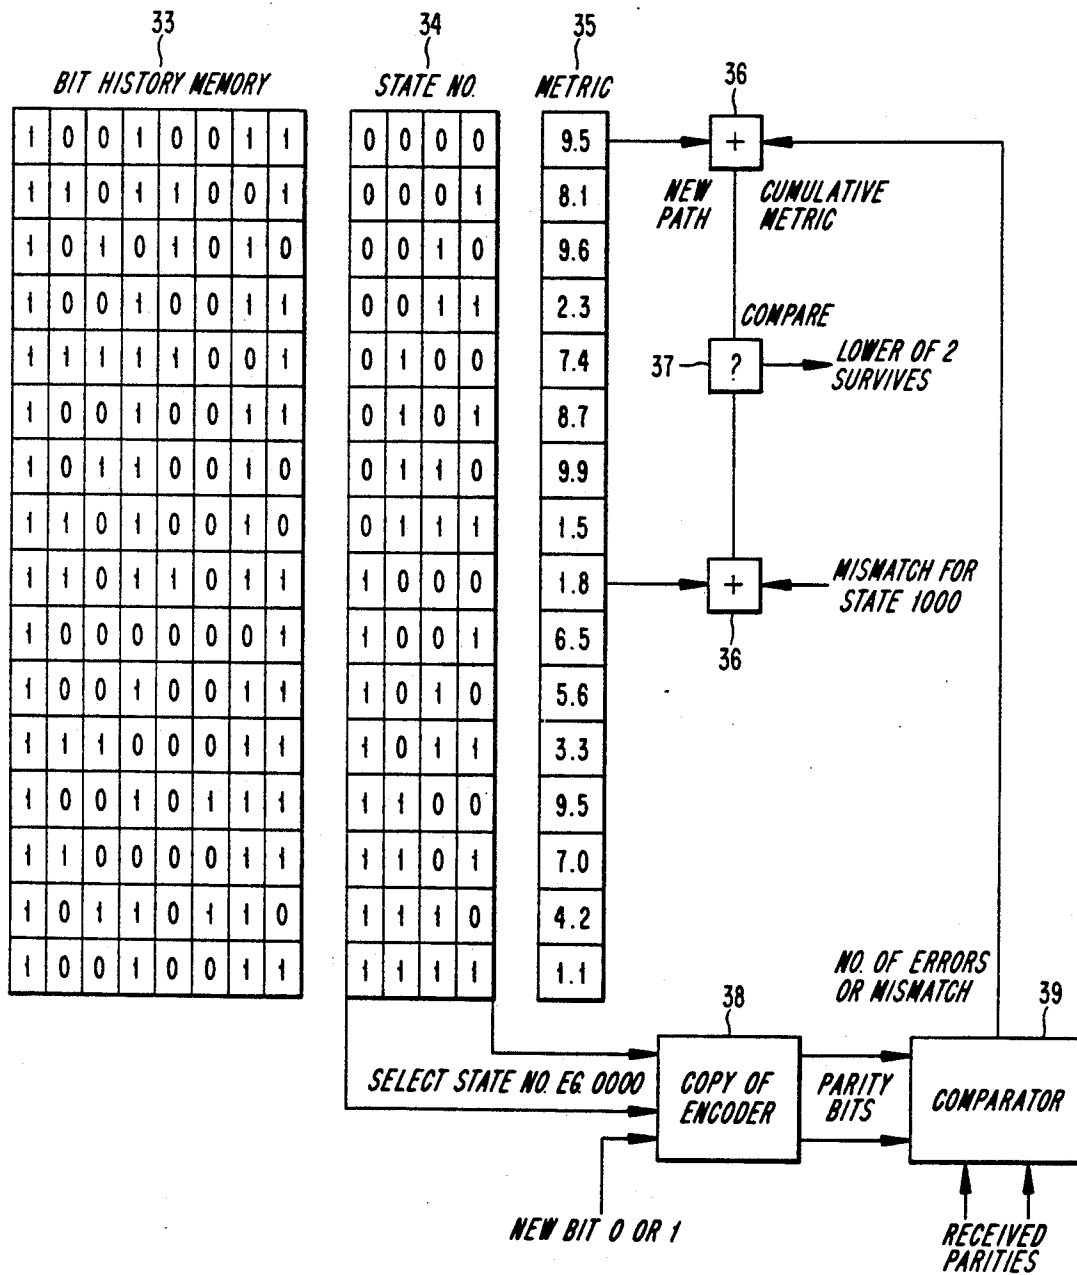 33 34 35
BIT HISTORY MEMORY STATE NO. METRIC 36
1 0 0 1 0 0 1 1 0 0 0 0 9.5 +
1 1 0 1 1 0 0 1 0 0 0 1 8.1 NEW PATH CUMULATIVE METRIC
1 0 1 0 1 0 1 0 0 0 1 0 9.6
1 0 0 1 0 0 1 1 0 0 1 1 2.3 COMPARE
1 1 1 1 1 0 0 1 0 1 0 0 7.4 37 ? LOWER OF 2 SURVIVES
1 0 0 1 0 0 1 1 0 1 0 1 8.7
1 0 1 1 0 0 1 0 0 1 1 0 9.9
1 1 0 1 0 0 1 0 0 1 1 1 1.5
1 1 0 1 1 0 1 1 1 0 0 0 1.8 + MISMATCH FOR STATE 1000
1 0 0 0 0 0 0 1 1 0 0 1 6.5 36
1 0 0 1 0 0 1 1 1 0 1 0 5.6
1 1 1 0 0 0 1 1 1 0 1 1 3.3
1 0 0 1 0 1 1 1 1 1 0 0 9.5
1 1 0 0 0 0 1 1 1 1 0 1 7.0
1 0 1 1 0 1 1 0 1 1 1 0 4.2
1 0 0 1 0 0 1 1 1 1 1 1 1.1
NO. OF ERRORS
OR MISMATCH
38 39
SELECT STATE NO. EG. 0000
COPY OF
ENCODER
PARITY
BITS
COMPARATOR
NEW BIT 0 OR 1
RECEIVED
PARITIES